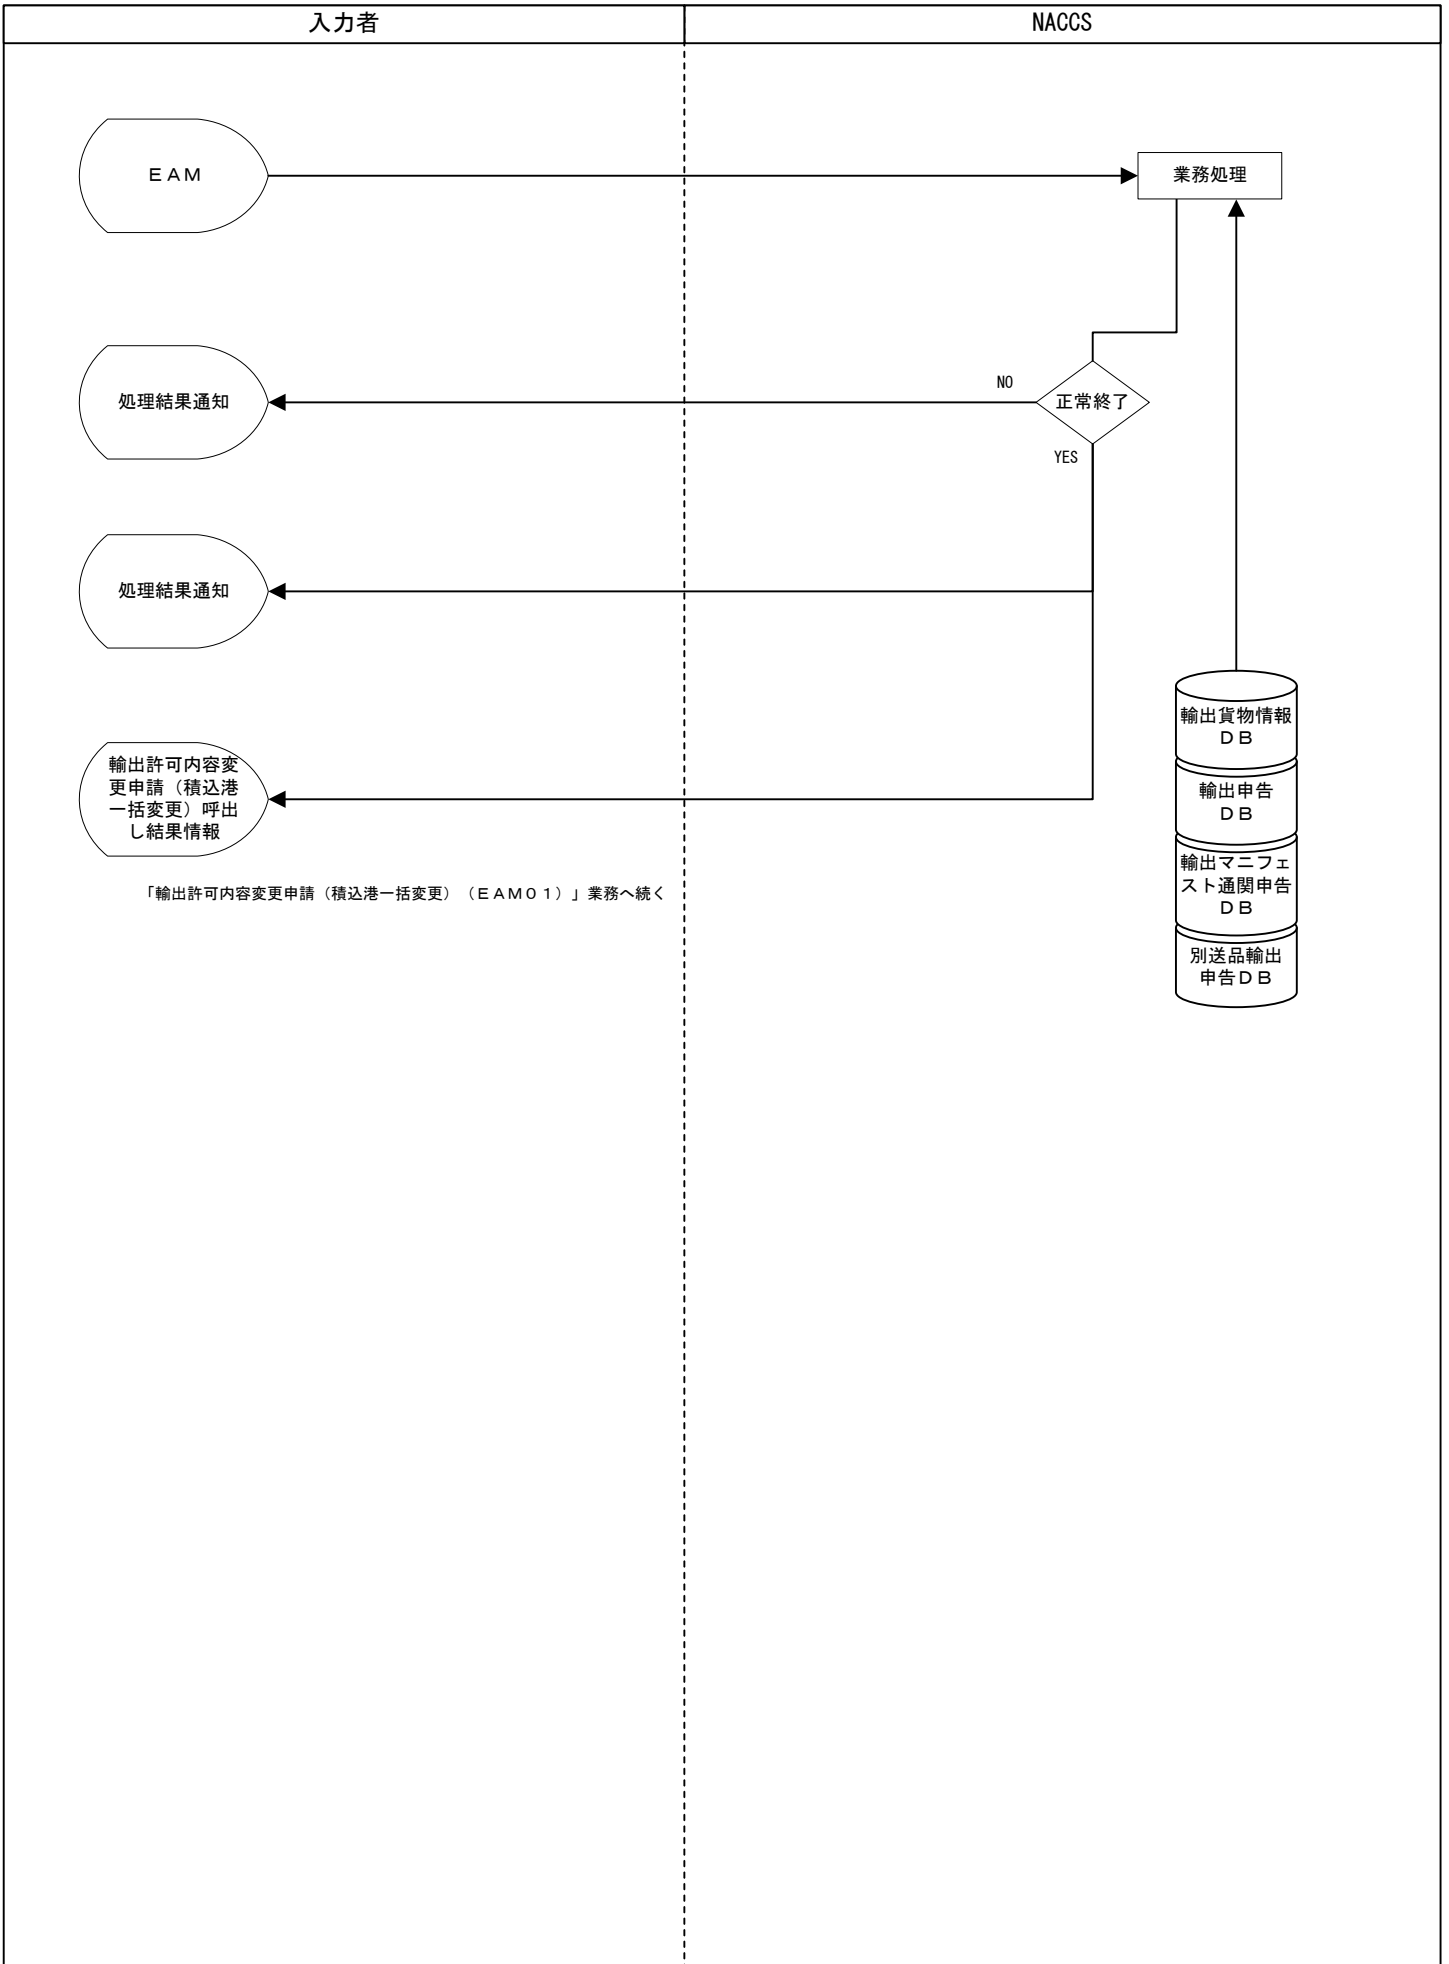 入力者
NACCS
ＥＡＭ
業務処理
処理結果通知
NO
正常終了
YES
処理結果通知
輸出許可内容変
更申請（積込港
一括変更）呼出
し結果情報
「輸出許可内容変更申請（積込港一括変更）（ＥＡＭ０１）」業務へ続く
輸出貨物情報
ＤＢ
輸出申告
ＤＢ
輸出マニフェ
スト通関申告
ＤＢ
別送品輸出
申告ＤＢ